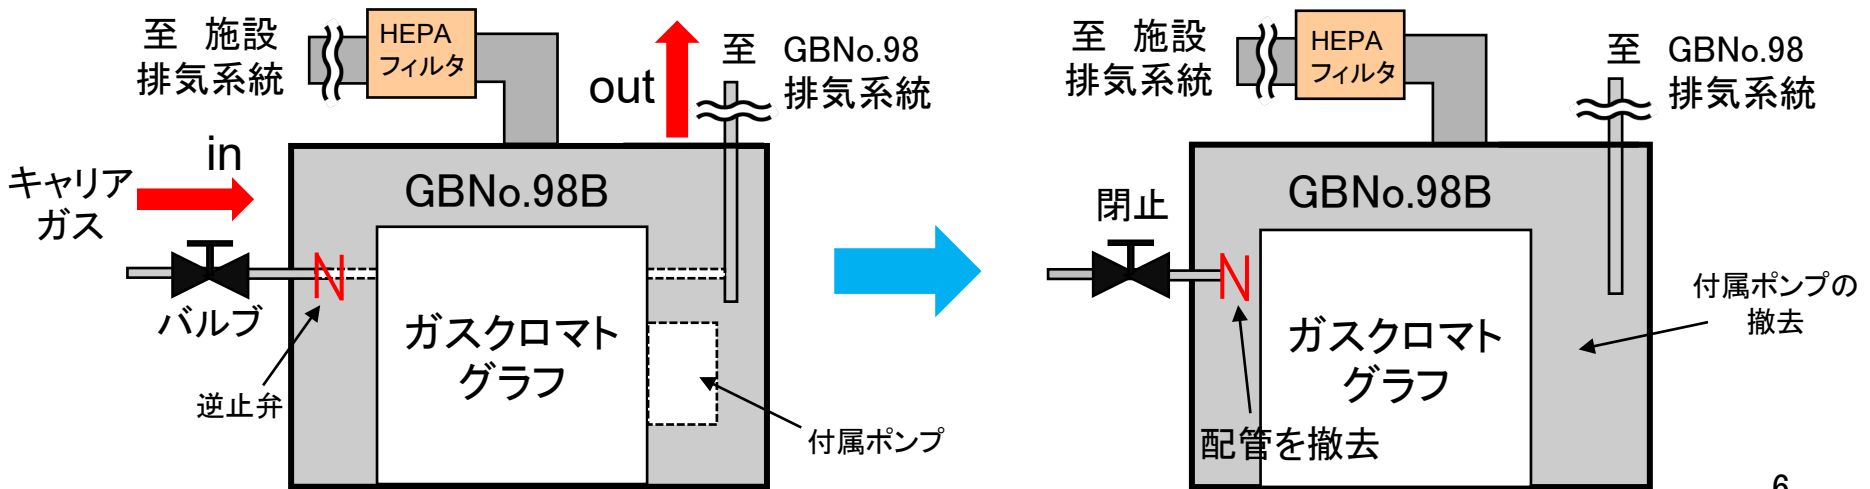 至 施設
排気系統
HEPA
フィルタ
out
至 GBNo.98
排気系統
in
キャリア
ガス
バルブ
逆止弁
GBNo.98B
ガスクロマト
グラフ
付属ポンプ
至 施設
排気系統
HEPA
フィルタ
至 GBNo.98
排気系統
閉止
GBNo.98B
ガスクロマト
グラフ
配管を撤去
付属ポンプの
撤去
6